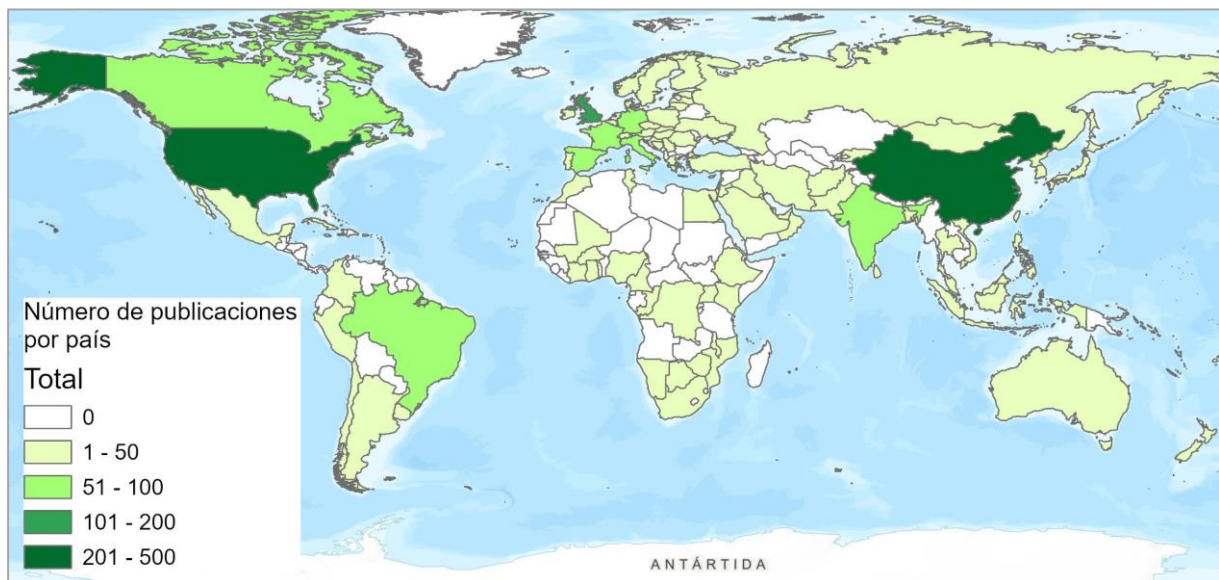 Número de publicaciones
por país
Total
0
1 - 50
51 - 100
101 - 200
201 - 500
ANTÁRTIDA